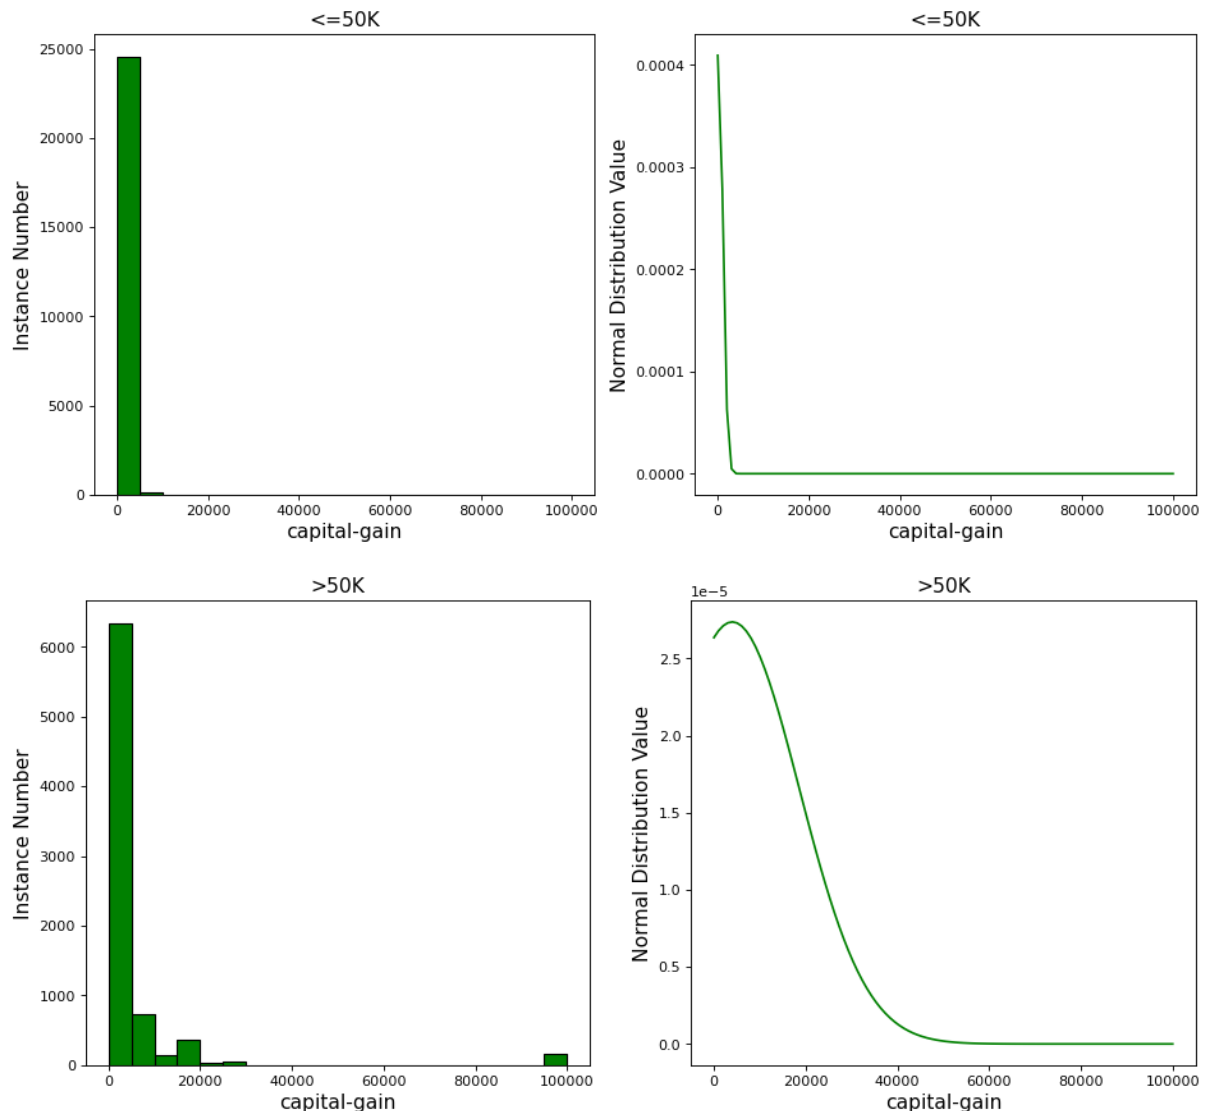 <=50K
25000
20000
15000
10000
5000
0
Instance Number
0 20000 40000 60000 80000 100000
capital-gain
<=50K
0.0004
0.0003
0.0002
0.0001
0.0000
Normal Distribution Value
0 20000 40000 60000 80000 100000
capital-gain
>50K
6000
5000
4000
3000
2000
1000
0
Instance Number
0 20000 40000 60000 80000 100000
capital-gain
>50K
1e−5
2.5
2.0
1.5
1.0
0.5
0.0
Normal Distribution Value
0 20000 40000 60000 80000 100000
capital-gain